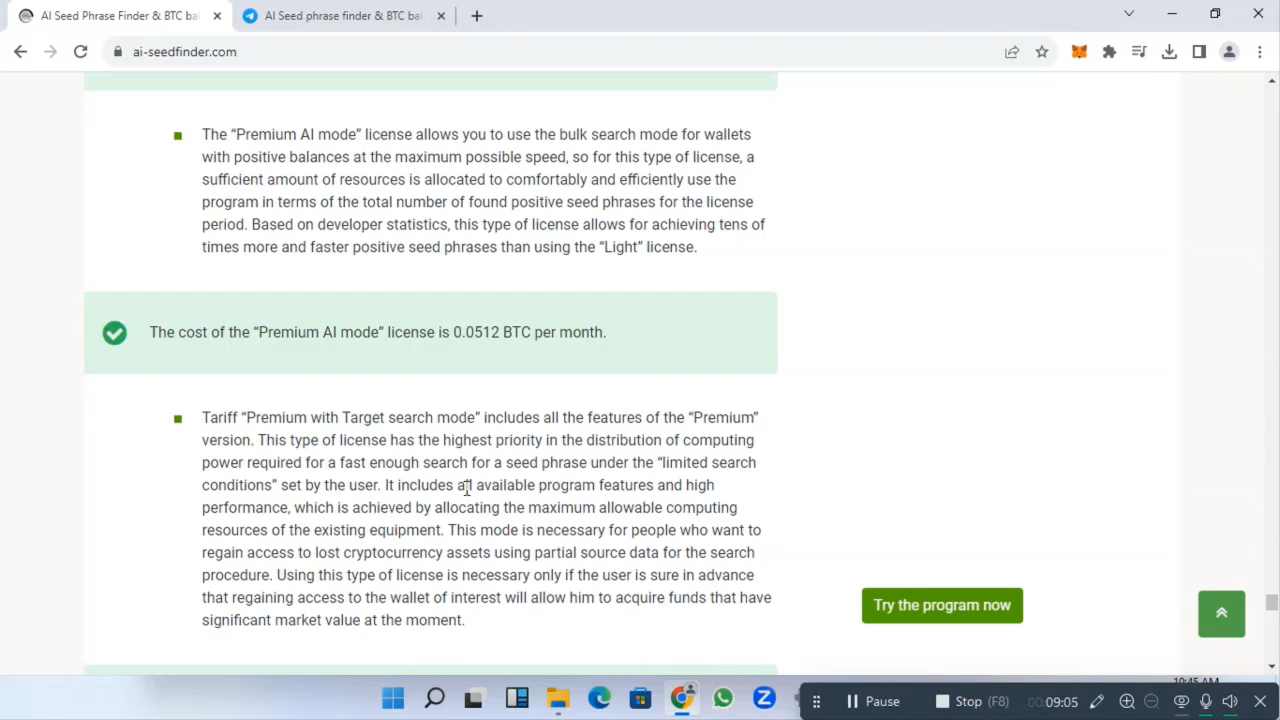 AI Seed Phrase Finder & BTC bal
AI Seed phrase finder & BTC bal
ai-seedfinder.com
The “Premium AI mode” license allows you to use the bulk search mode for wallets
with positive balances at the maximum possible speed, so for this type of license, a
sufficient amount of resources is allocated to comfortably and efficiently use the
program in terms of the total number of found positive seed phrases for the license
period. Based on developer statistics, this type of license allows for achieving tens of
times more and faster positive seed phrases than using the “Light” license.
The cost of the “Premium AI mode” license is 0.0512 BTC per month.
Tariff “Premium with Target search mode” includes all the features of the “Premium”
version. This type of license has the highest priority in the distribution of computing
power required for a fast enough search for a seed phrase under the “limited search
conditions” set by the user. It includes all available program features and high
performance, which is achieved by allocating the maximum allowable computing
resources of the existing equipment. This mode is necessary for people who want to
regain access to lost cryptocurrency assets using partial source data for the search
procedure. Using this type of license is necessary only if the user is sure in advance
that regaining access to the wallet of interest will allow him to acquire funds that have
significant market value at the moment.
Try the program now
10:45 AM
Pause
Stop (F8)
00:09:05